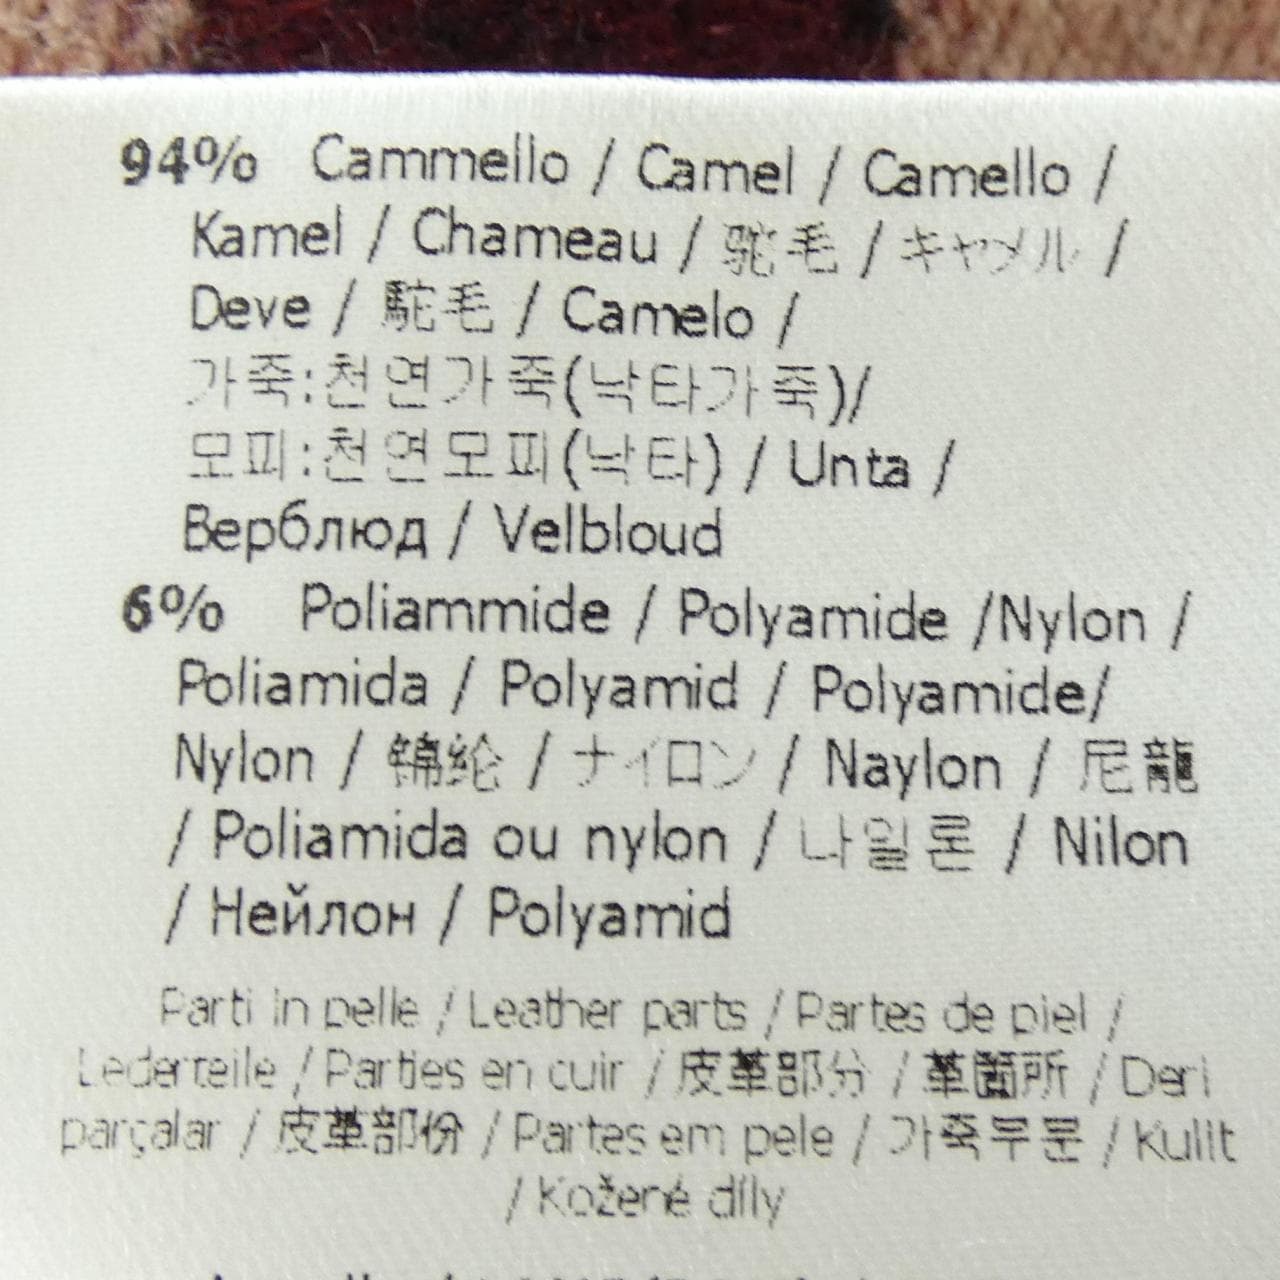 94% Cammello / Camel / Camello /
Kamel / Chameau / 驼毛 / キャメル /
Deve / 駝毛 / Camelo /
가죽:천연가죽(낙타가죽)/
모피:천연모피(낙타) / Unta /
Верблюд / Velbloud
6% Poliammide / Polyamide /Nylon /
Poliamida / Polyamid / Polyamide/
Nylon / 锦纶 / ナイロン / Naylon / 尼龍
/ Poliamida ou nylon / 나일론 / Nilon
/ Нейлон / Polyamid
Parti in pelle / Leather parts / Partes de piel /
Lederteile / Parties en cuir / 皮革部分 / 革箇所 / Deri
parçalar / 皮革部份 / Partes em pele / 가죽부문 / Kulit
/ Kožené díly